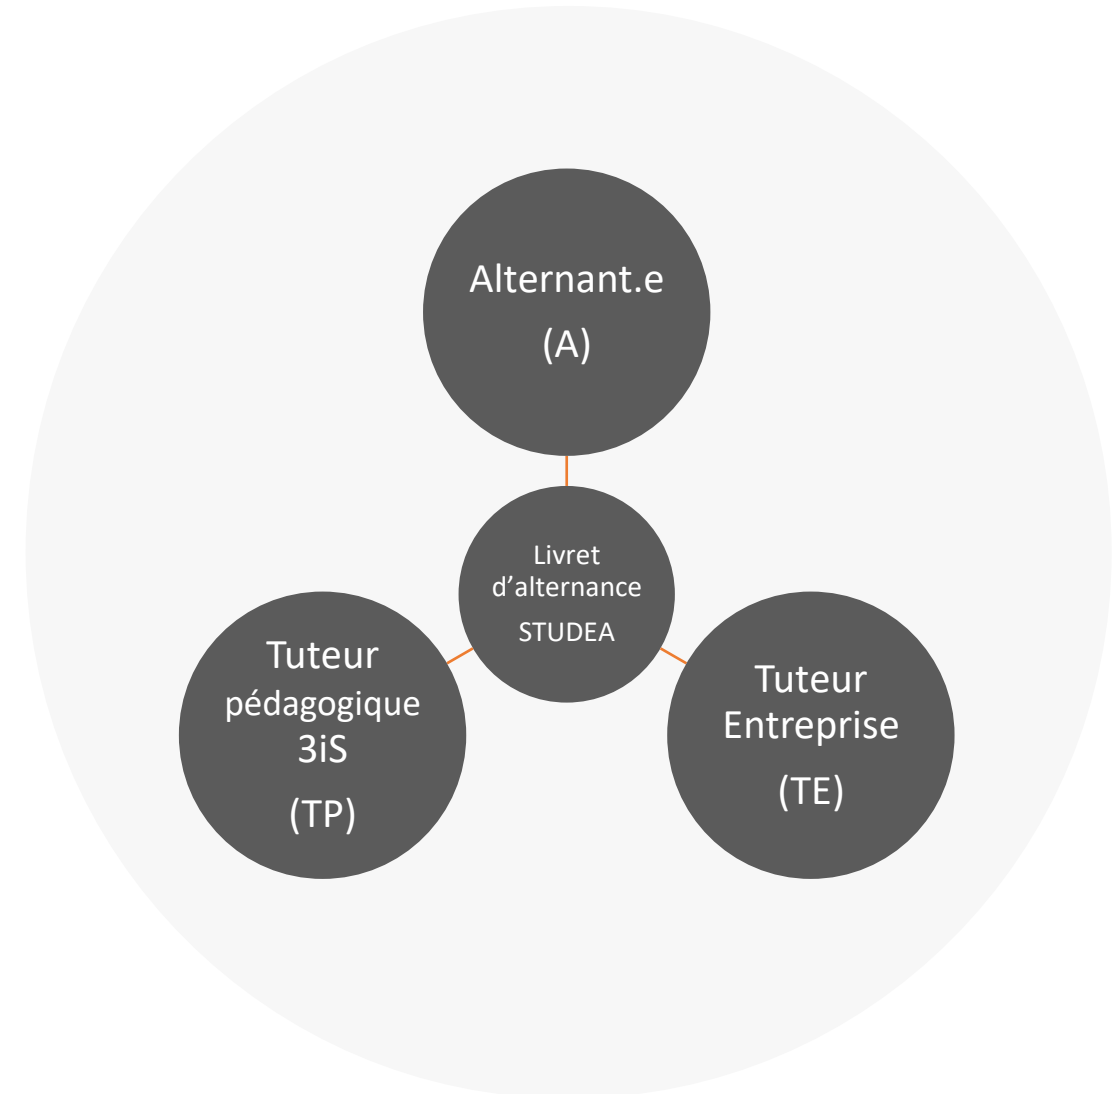 Alternant.e
(A)
Livret
d’alternance
STUDEA
Tuteur
pédagogique
3iS
(TP)
Tuteur
Entreprise
(TE)